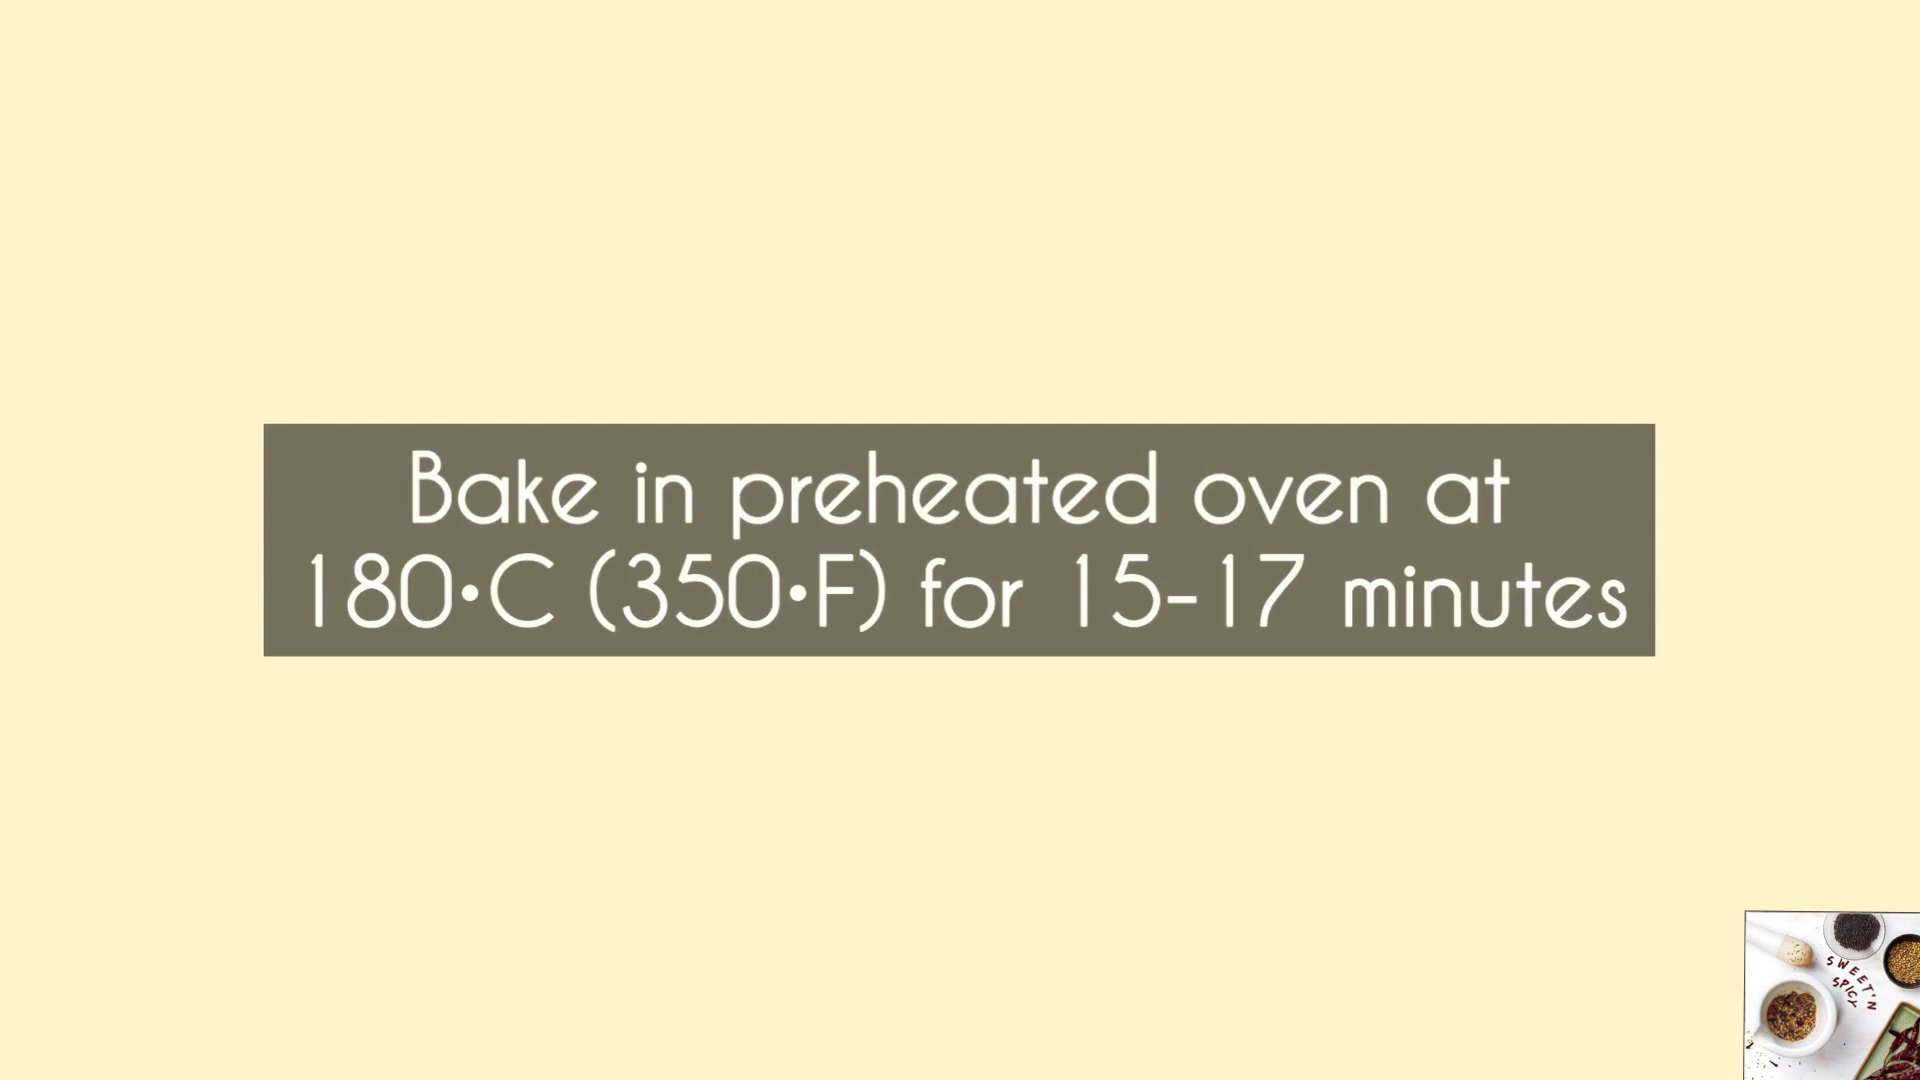 Bake in preheated oven at
180•C (350•F) for 15-17 minutes
SWEET'N
SPICY